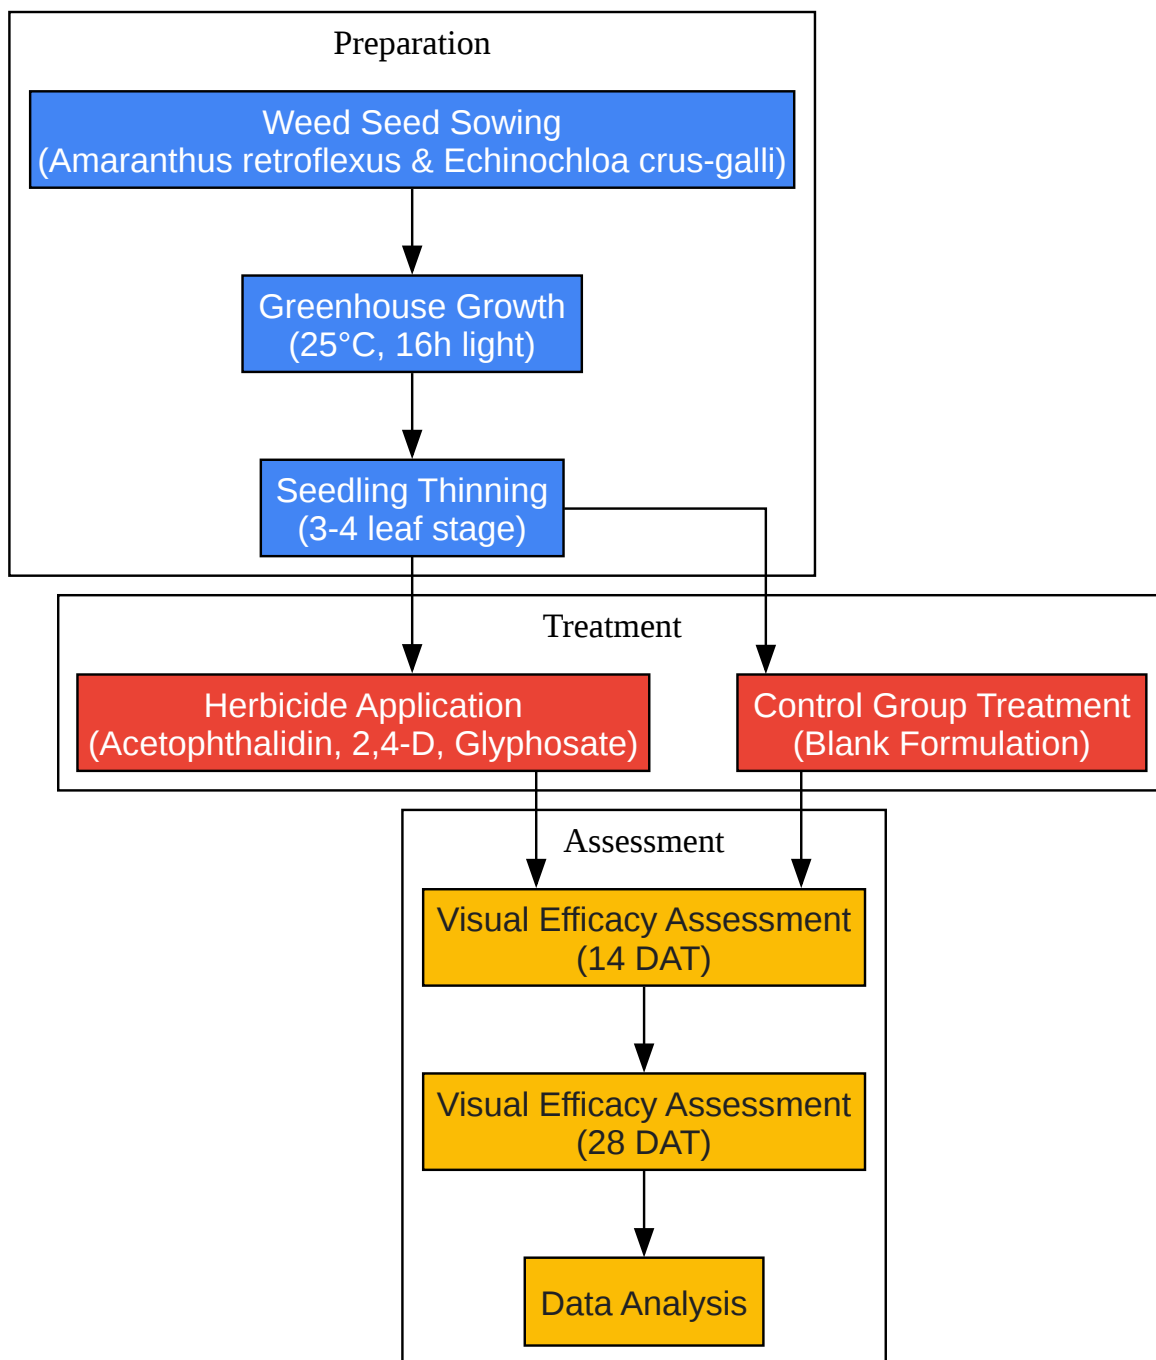 Preparation
Weed Seed Sowing
(Amaranthus retroflexus & Echinochloa crus-galli)
Greenhouse Growth
(25°C, 16h light)
Seedling Thinning
(3-4 leaf stage)
Treatment
Herbicide Application
(Acetophthalidin, 2,4-D, Glyphosate)
Control Group Treatment
(Blank Formulation)
Assessment
Visual Efficacy Assessment
(14 DAT)
Visual Efficacy Assessment
(28 DAT)
Data Analysis